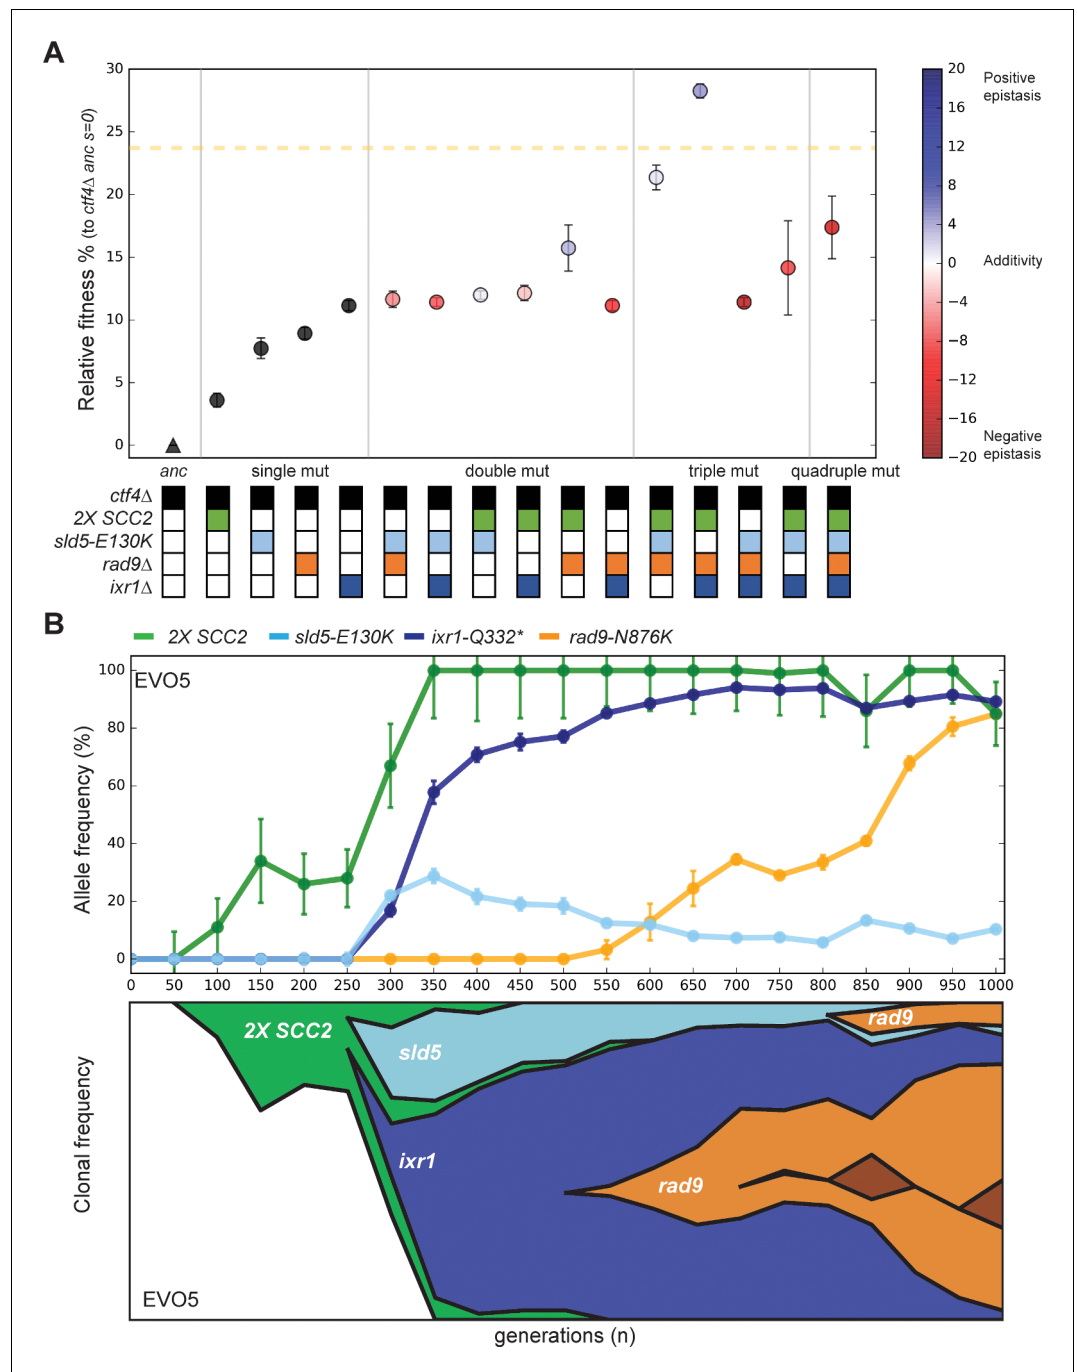 A
30
25
20
15
10
5
0
Relative fitness % (to ctf4Δ anc s=0)
20
16
12
8
4
0
−4
−8
−12
−16
−20
Positive
epistasis
Additivity
Negative
epistasis
anc
single mut
double mut
triple mut
quadruple mut
ctf4Δ
2X SCC2
sld5-E130K
rad9Δ
ixr1Δ
B
2X SCC2
sld5-E130K
ixr1-Q332*
rad9-N876K
EVO5
100
80
60
40
20
0
Allele frequency (%)
0 50 100 150 200 250 300 350 400 450 500 550 600 650 700 750 800 850 900 950 1000
2X SCC2
sld5
ixr1
rad9
rad9
Clonal frequency
EVO5
generations (n)